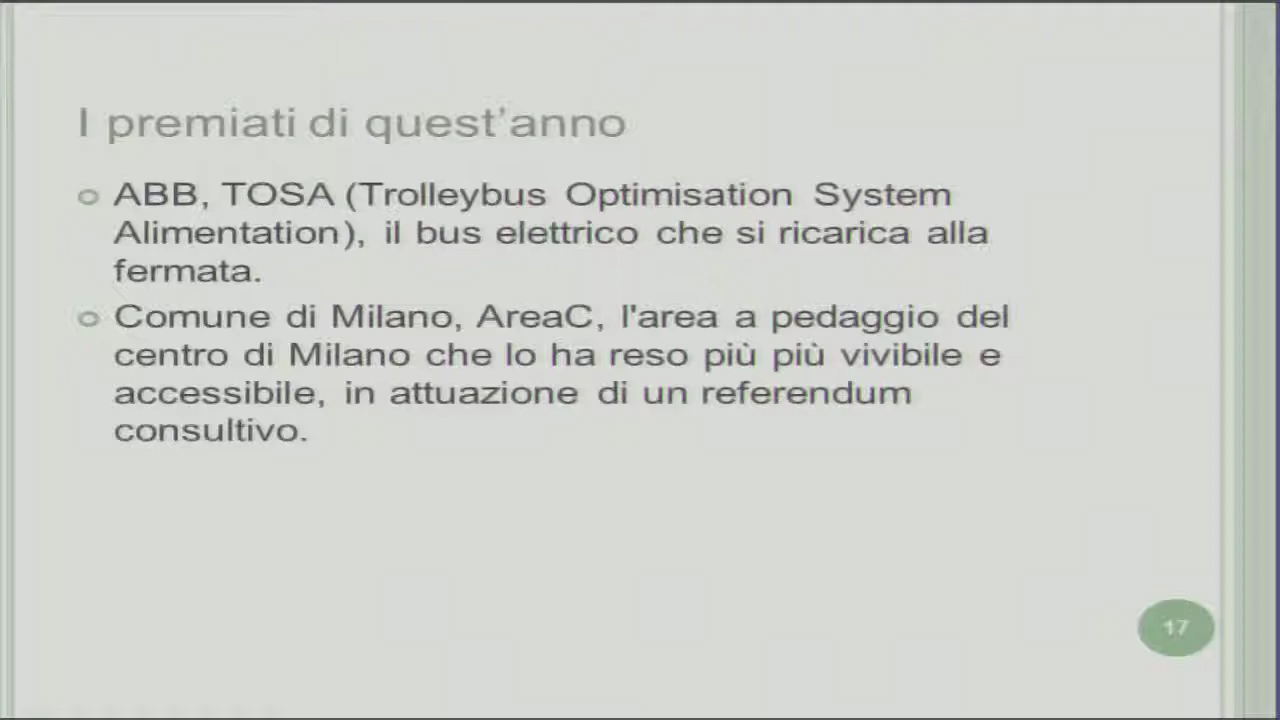 I premiati di quest'anno
ABB, TOSA (Trolleybus Optimisation System
Alimentation), il bus elettrico che si ricarica alla
fermata.
Comune di Milano, AreaC, l'area a pedaggio del
centro di Milano che lo ha reso più più vivibile e
accessibile, in attuazione di un referendum
consultivo.
17